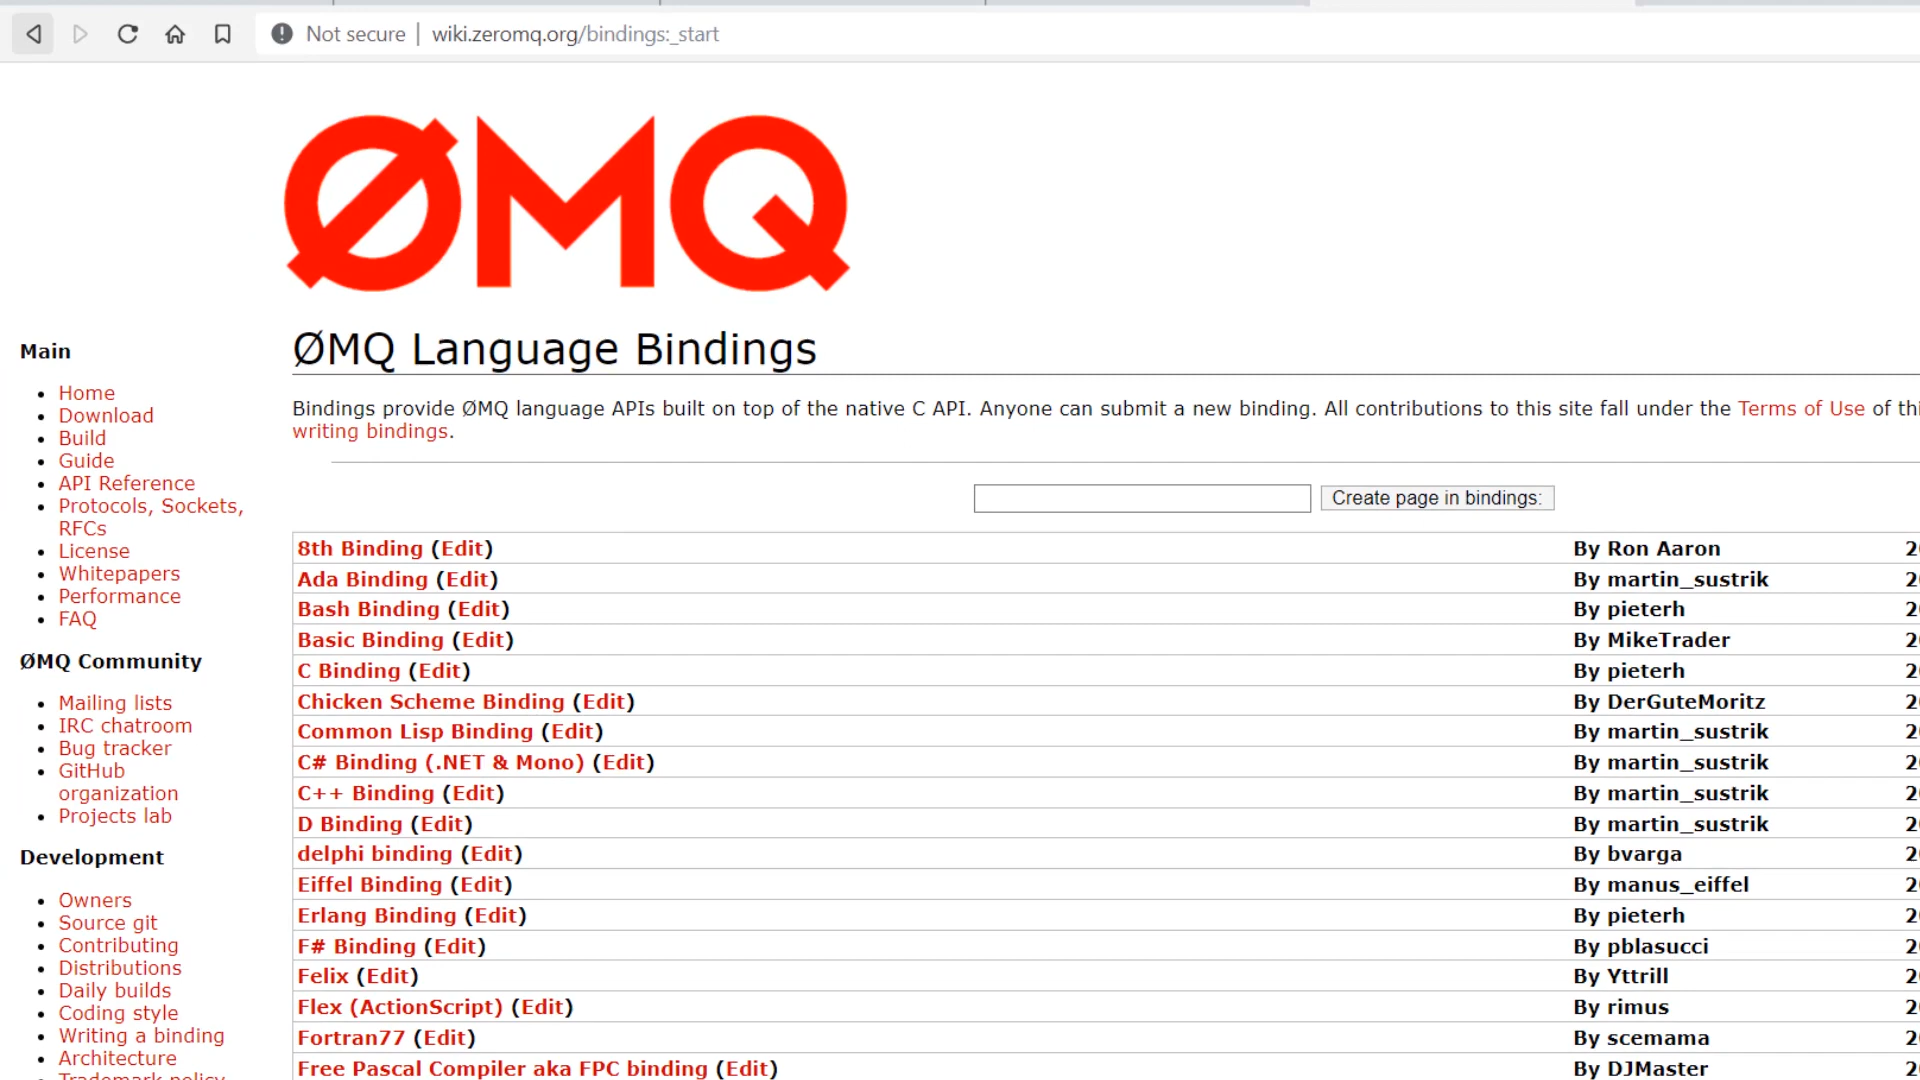 Not secure | wiki.zeromq.org/bindings:_start
ØMQ
ØMQ Language Bindings
Bindings provide ØMQ language APIs built on top of the native C API. Anyone can submit a new binding. All contributions to this site fall under the Terms of Use of
writing bindings.
Create page in bindings:
Main
Home
Download
Build
Guide
API Reference
Protocols, Sockets,
RFCs
License
Whitepapers
Performance
FAQ
ØMQ Community
Mailing lists
IRC chatroom
Bug tracker
GitHub
organization
Projects lab
Development
Owners
Source git
Contributing
Distributions
Daily builds
Coding style
Writing a binding
Architecture
Trademark policy
8th Binding (Edit) By Ron Aaron
Ada Binding (Edit) By martin_sustrik
Bash Binding (Edit) By pieterh
Basic Binding (Edit) By MikeTrader
C Binding (Edit) By pieterh
Chicken Scheme Binding (Edit) By DerGuteMoritz
Common Lisp Binding (Edit) By martin_sustrik
C# Binding (.NET & Mono) (Edit) By martin_sustrik
C++ Binding (Edit) By martin_sustrik
D Binding (Edit) By martin_sustrik
delphi binding (Edit) By bvarga
Eiffel Binding (Edit) By manus_eiffel
Erlang Binding (Edit) By pieterh
F# Binding (Edit) By pblasucci
Felix (Edit) By Yttrill
Flex (ActionScript) (Edit) By rimus
Fortran77 (Edit) By scemama
Free Pascal Compiler aka FPC binding (Edit) By DJMaster